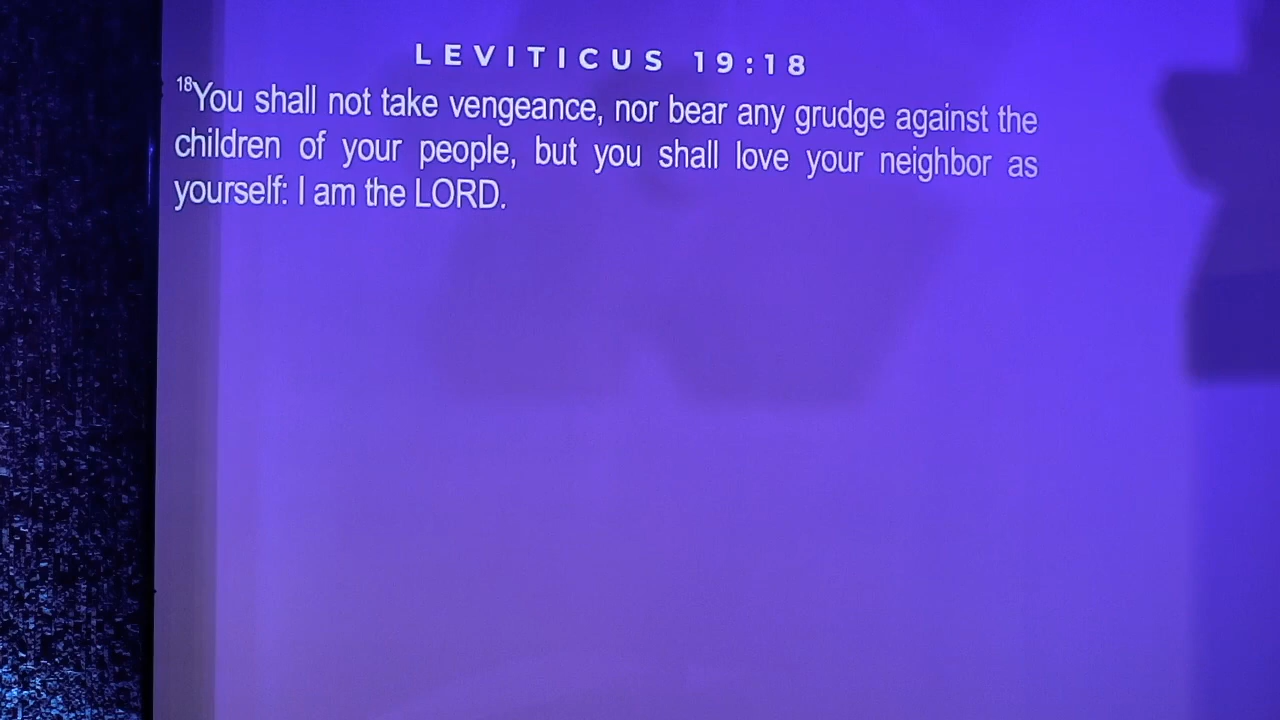 LEVITICUS 19:18
18You shall not take vengeance, nor bear any grudge against the
children of your people, but you shall love your neighbor as
yourself: I am the LORD.